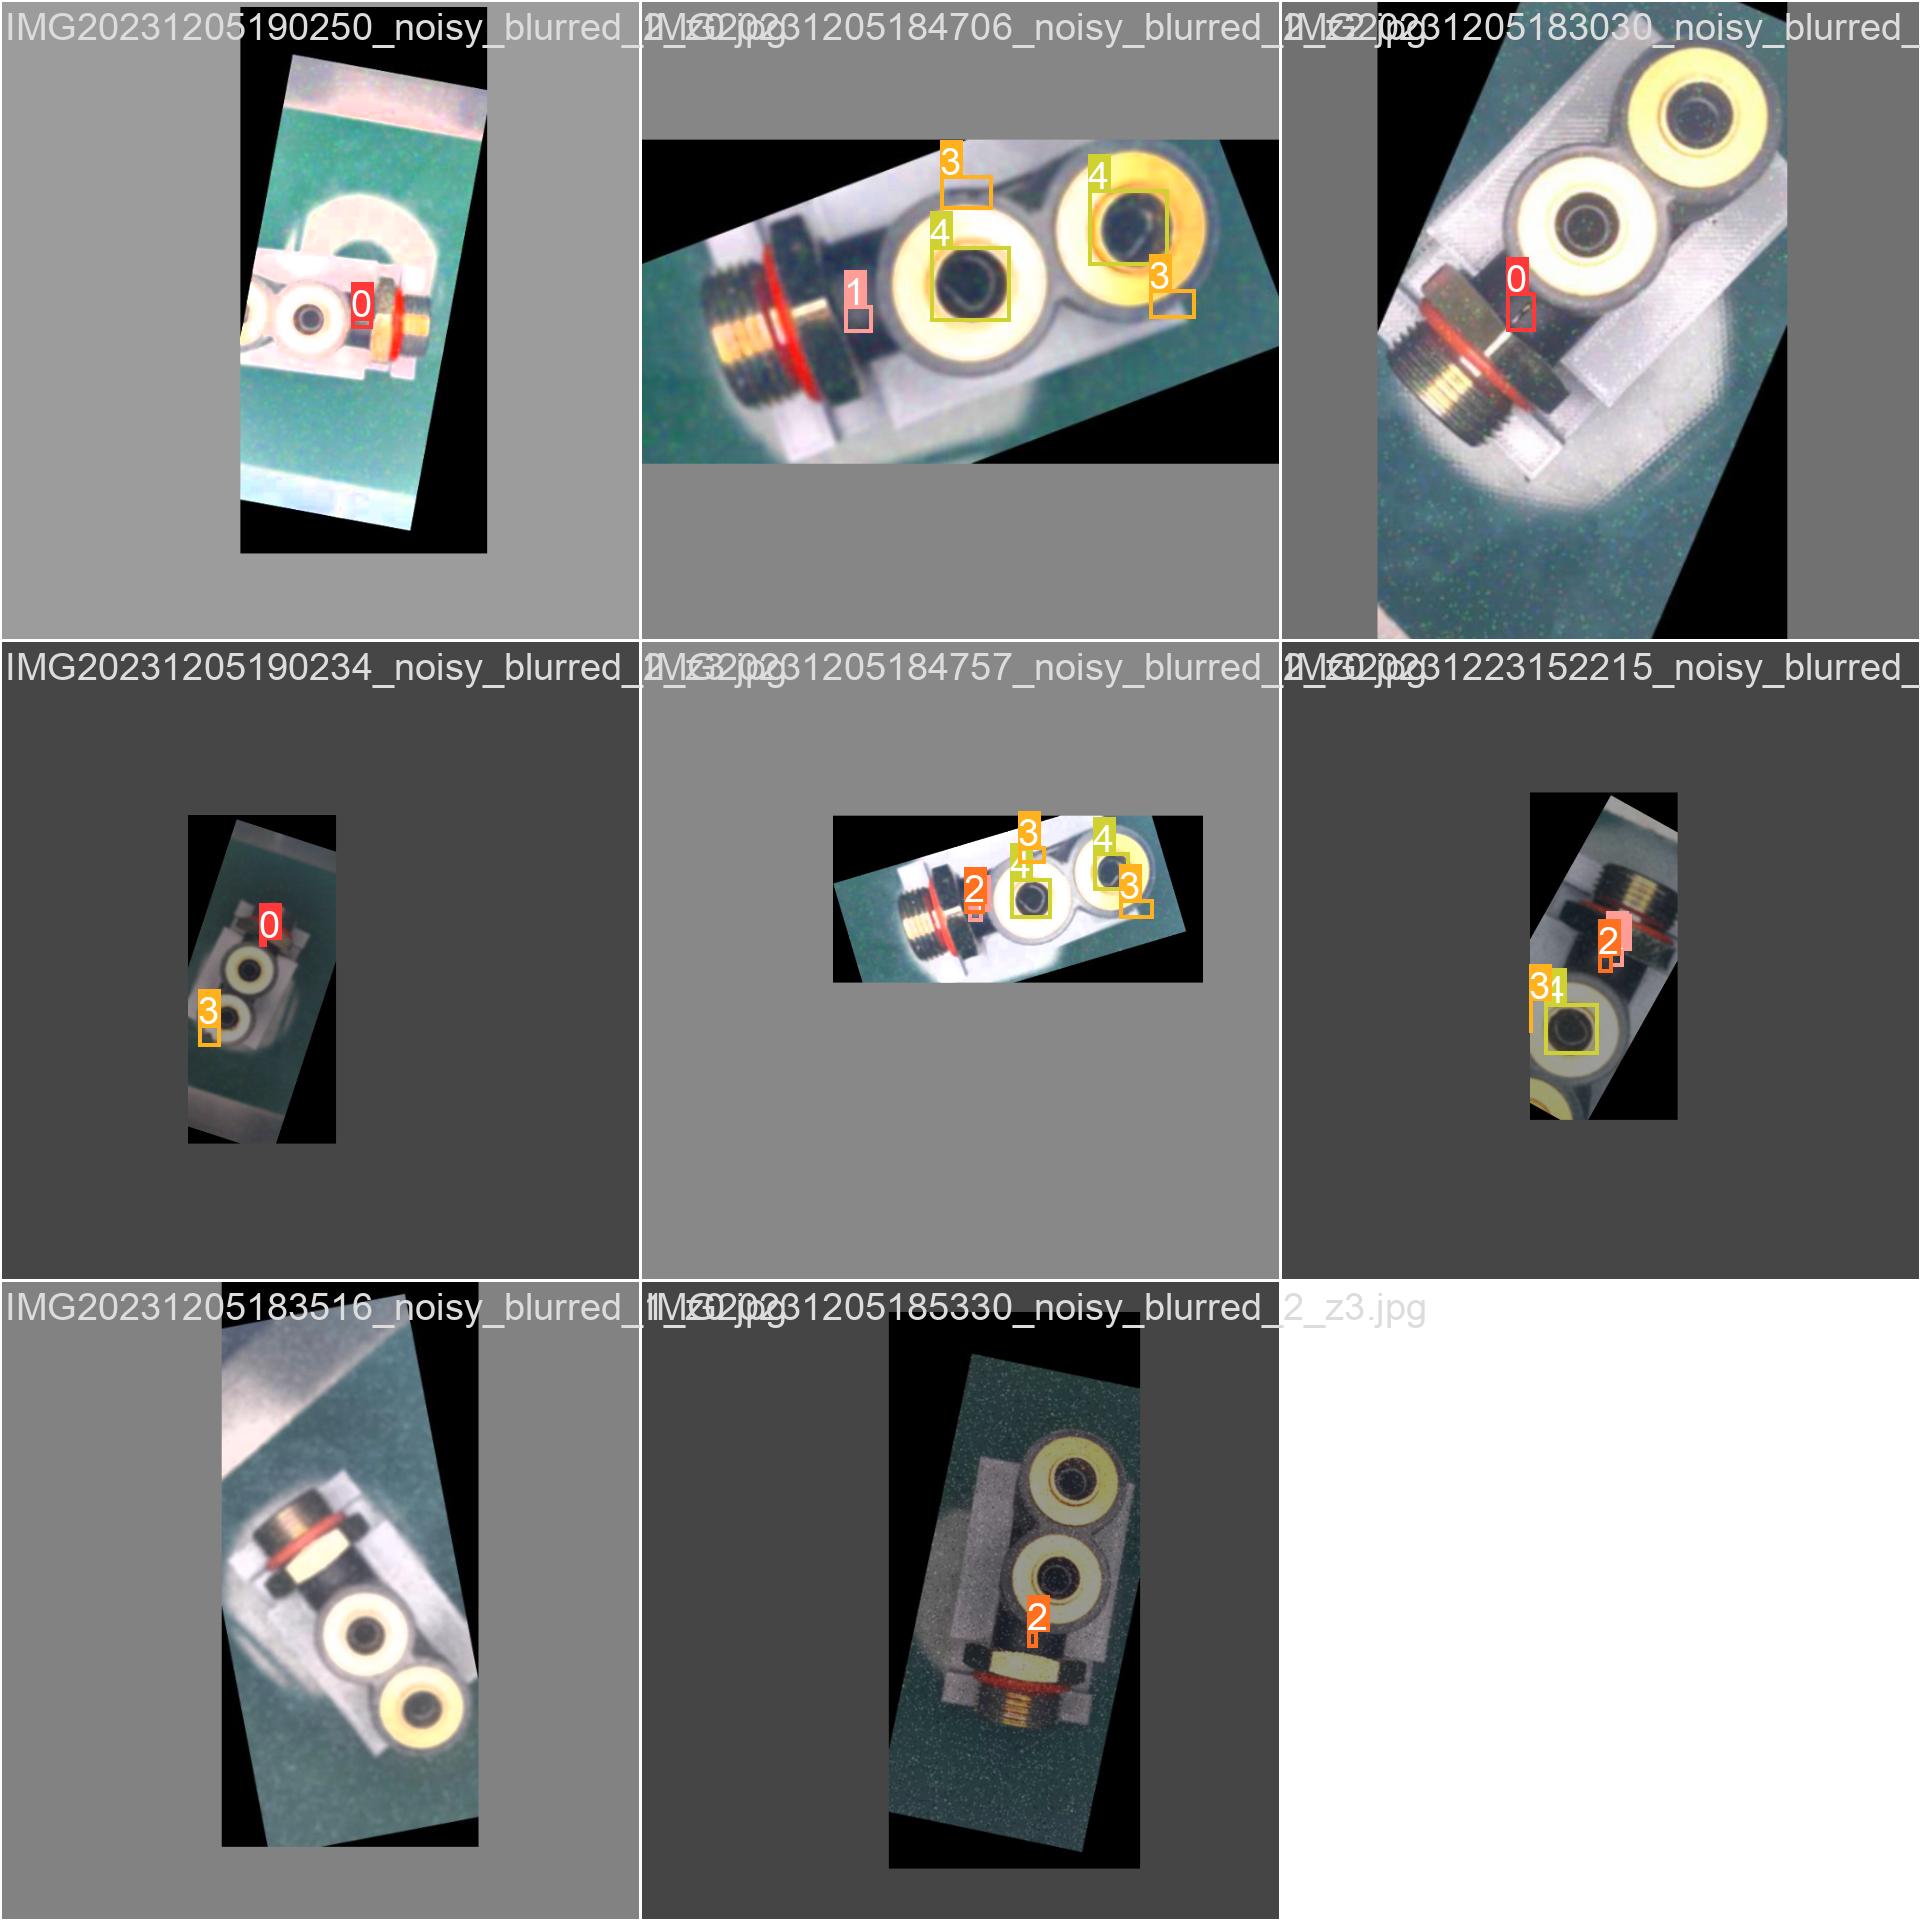 IMG20231205190250_noisy_blurred_
IMG20231205184706_noisy_blurred_
IMG20231205183030_noisy_blurred_
0
3
4
4
1
3
0
IMG20231205190234_noisy_blurred_
IMG20231205184757_noisy_blurred_
IMG20231223152215_noisy_blurred_
0
3
3
4
4
2
3
2
3
4
IMG20231205183516_noisy_blurred_
IMG20231205185330_noisy_blurred_2_z3.jpg
2